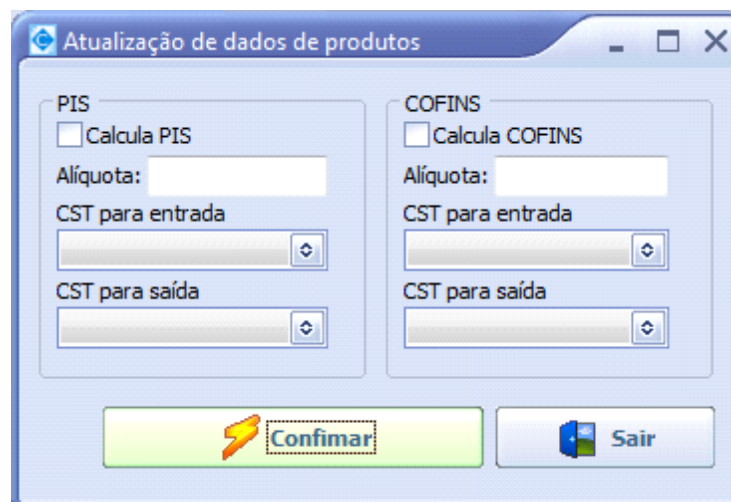 Atualização de dados de produtos
PIS
Calcula PIS
Alíquota:
CST para entrada
CST para saída
COFINS
Calcula COFINS
Alíquota:
CST para entrada
CST para saída
Confimar
Sair